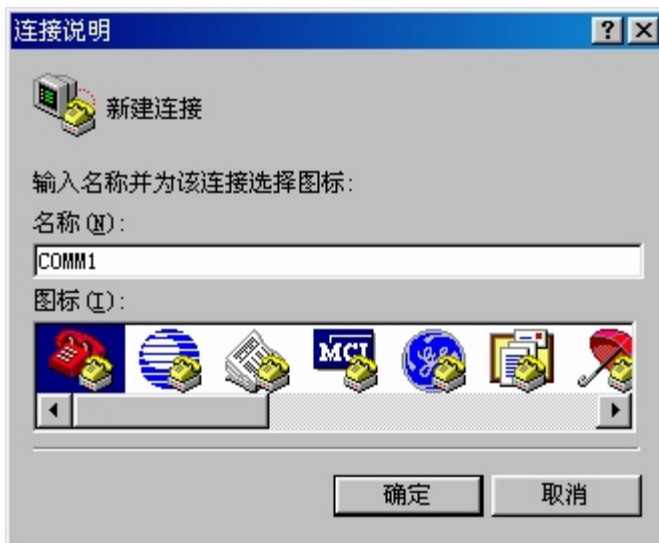 连接说明
新建连接
输入名称并为该连接选择图标:
名称(N):
COMM1
图标(I):
MCI
确定 取消